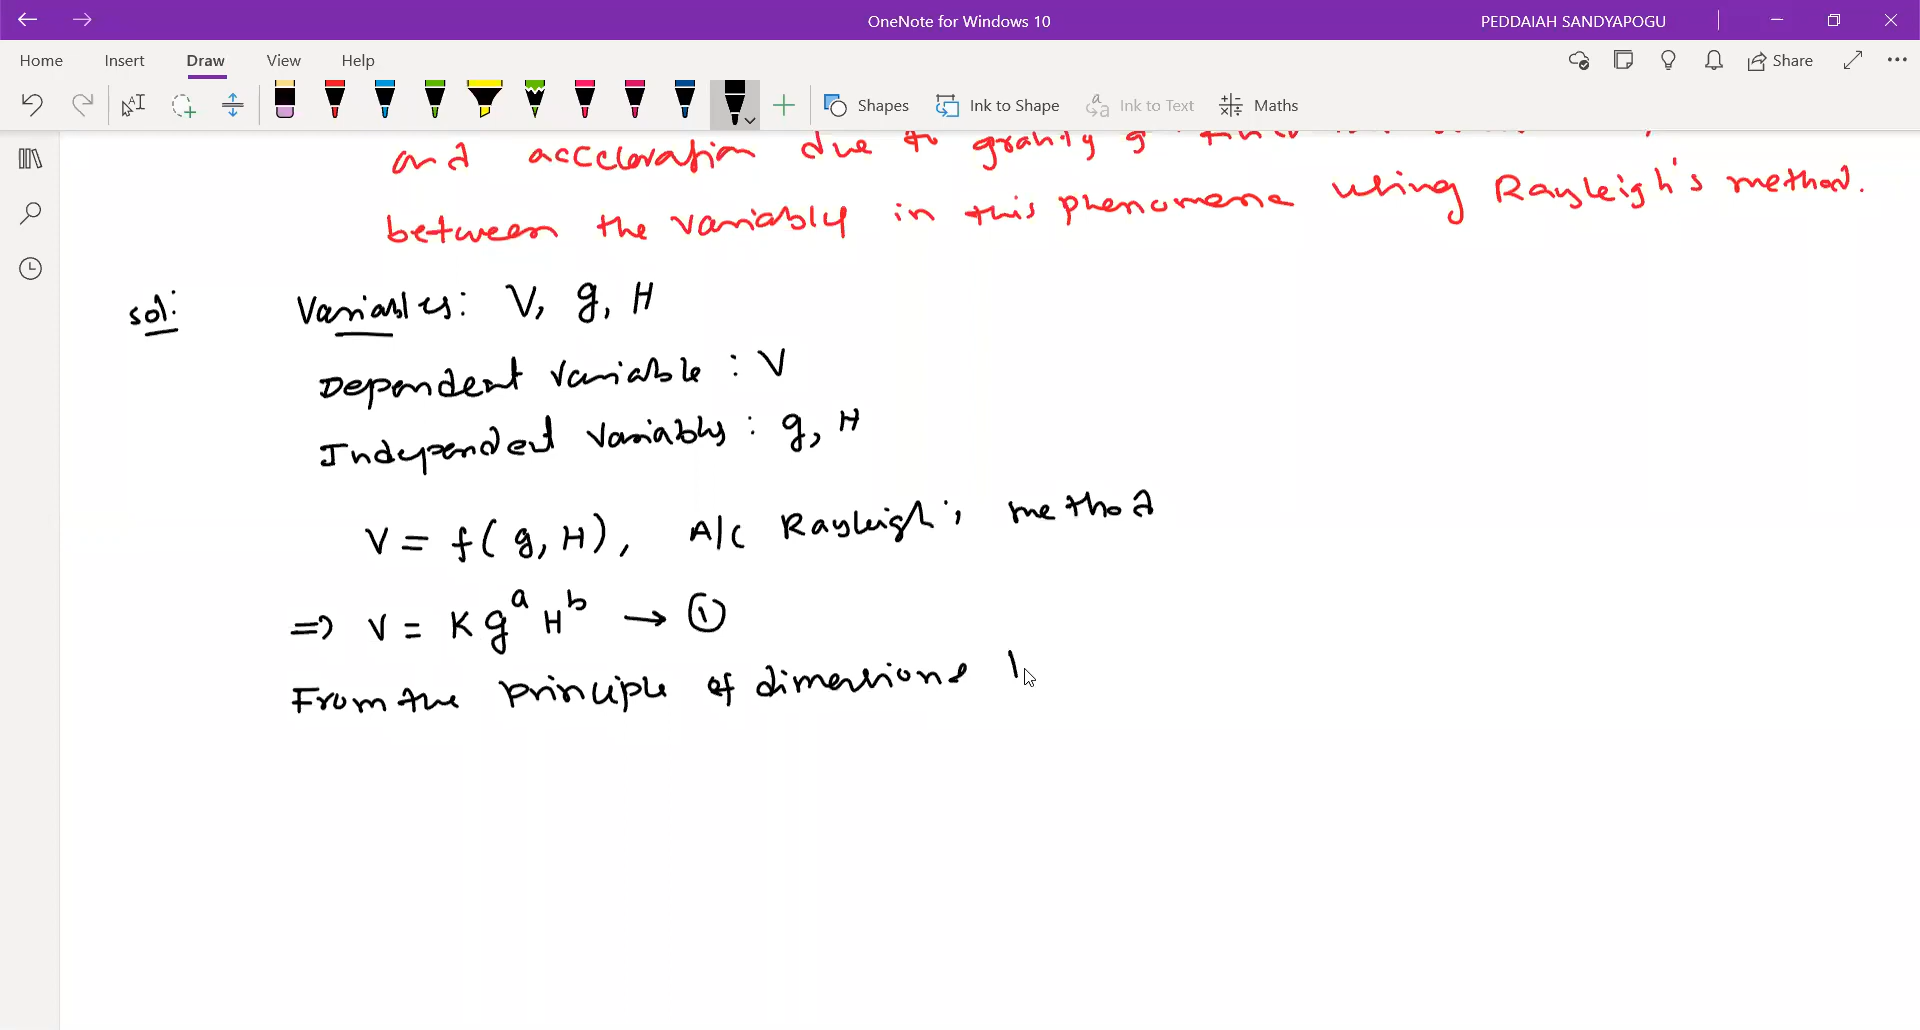 OneNote for Windows 10
PEDDAIAH SANDYAPOGU
Home Insert Draw View Help
Share
Shapes Ink to Shape Ink to Text Maths
and acceleration due to gravity g
between the variables in this phenomena using Rayleigh's method.
Sol: Variables: V, g, H
Dependent variable : V
Independent variables : g, H
V = f(g, H), A/C Rayleigh's method
=> V = K g^a H^b → ①
From the principle of dimensions